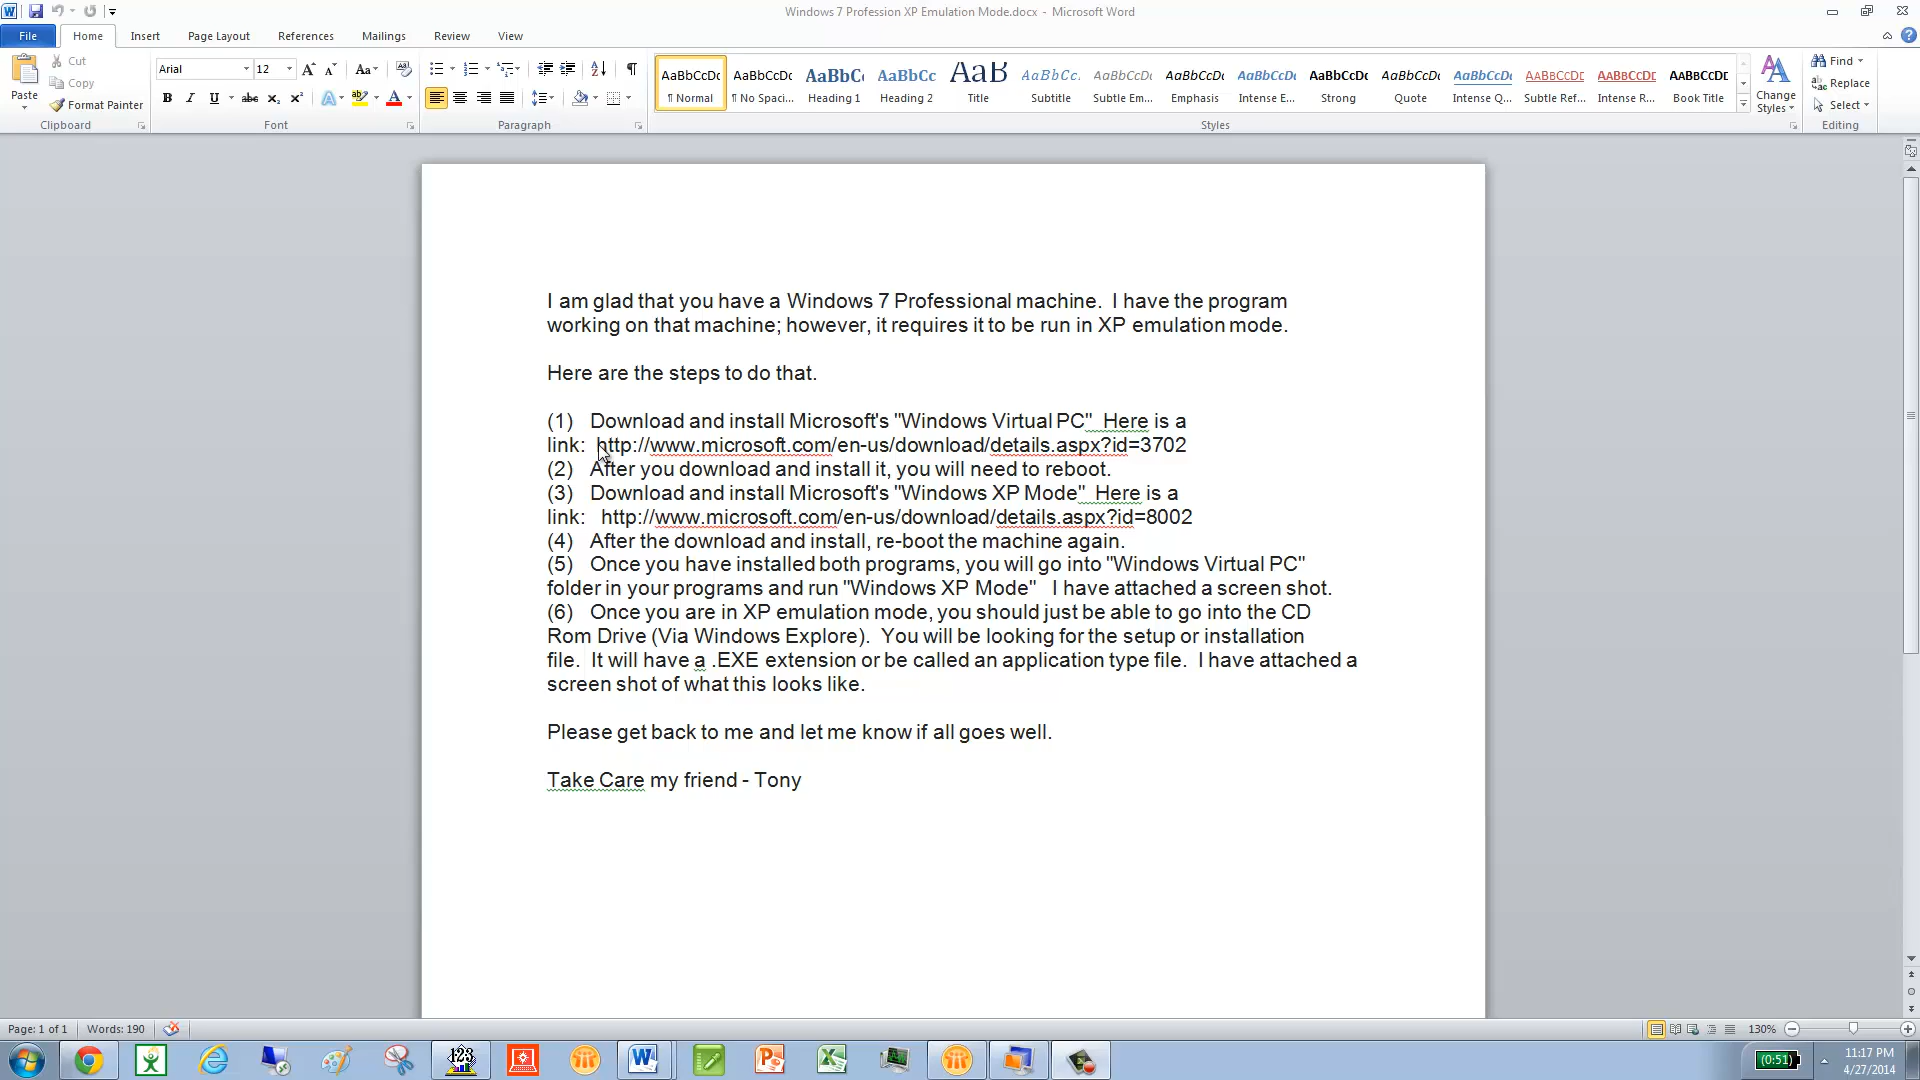 Windows 7 Profession XP Emulation Mode.docx - Microsoft Word
File Home Insert Page Layout References Mailings Review View
Paste
Cut
Copy
Format Painter
Clipboard
Arial 12
Font
Paragraph
AaBbCcDc AaBbCcDc AaBbCc AaBbCc AaB AaBbCc. AaBbCcDc AaBbCcDc AaBbCcDc AaBbCcDc AaBbCcDc AaBbCcDc AaBbCcDc AaBbCcDc AaBbCcDc
¶ Normal ¶ No Spaci... Heading 1 Heading 2 Title Subtitle Subtle Em... Emphasis Intense E... Strong Quote Intense Q... Subtle Ref... Intense R... Book Title
Styles
Change
Styles
Find
Replace
Select
Editing
I am glad that you have a Windows 7 Professional machine.  I have the program
working on that machine; however, it requires it to be run in XP emulation mode.
Here are the steps to do that.
(1)   Download and install Microsoft's "Windows Virtual PC"  Here is a
link:  http://www.microsoft.com/en-us/download/details.aspx?id=3702
(2)   After you download and install it, you will need to reboot.
(3)   Download and install Microsoft's "Windows XP Mode"  Here is a
link:   http://www.microsoft.com/en-us/download/details.aspx?id=8002
(4)   After the download and install, re-boot the machine again.
(5)   Once you have installed both programs, you will go into "Windows Virtual PC"
folder in your programs and run "Windows XP Mode"   I have attached a screen shot.
(6)   Once you are in XP emulation mode, you should just be able to go into the CD
Rom Drive (Via Windows Explore).  You will be looking for the setup or installation
file.  It will have a .EXE extension or be called an application type file.  I have attached a
screen shot of what this looks like.
Please get back to me and let me know if all goes well.
Take Care my friend - Tony
Page: 1 of 1 Words: 190 130%
123
(0:51)
11:17 PM
4/27/2014